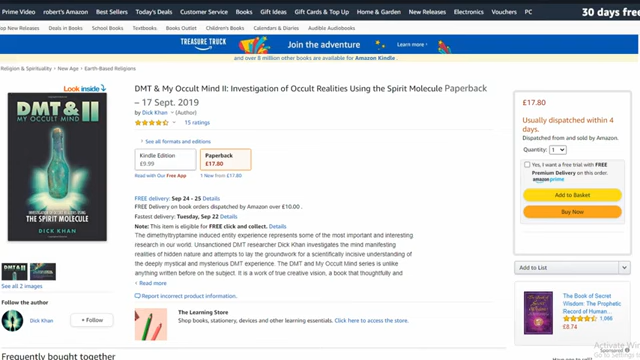 Prime Video robert's Amazon Best Sellers Today's Deals Customer Service Books Gift Ideas Gift Cards & Top Up Home & Garden New Releases Electronics Vouchers PC 30 days free
op New Releases Deals in Books School Books Textbooks Books Outlet Children's Books Calendars & Diaries Audible Audiobooks
TREASURE TRUCK Join the adventure Learn more
and over 8 million other books are available for Amazon Kindle.
Religion & Spirituality › New Age › Earth-Based Religions
Look inside
DMT & II
MY OCCULT MIND
THE SPIRIT MOLECULE
DICK KHAN
See all 2 images
Follow the author
Dick Khan + Follow
DMT & My Occult Mind II: Investigation of Occult Realities Using the Spirit Molecule Paperback
– 17 Sept. 2019
by Dick Khan (Author)
15 ratings
See all formats and editions
Kindle Edition
£9.99
Paperback
£17.80
Read with Our Free App
1 New from £17.80
FREE delivery: Sep 24 - 25 Details
FREE Delivery on book orders dispatched by Amazon over £10.00.
Fastest delivery: Tuesday, Sep 22 Details
Note: This item is eligible for FREE click and collect. Details
The dimethyltryptamine induced entity experience represents some of the most important and interesting
research in our world. Unsanctioned DMT researcher Dick Khan investigates the mind manifesting
realities of hidden nature and attempts to lay the groundwork for a scientifically incisive understanding of
the deeply mystical and mysterious DMT experience. The DMT and My Occult Mind series is unlike
anything written before on the subject. It is a work of true creative vision, a book that thoughtfully and
Read more
Report incorrect product information.
The Learning Store
Shop books, stationery, devices and other learning essentials. Click here to access the store.
£17.80
Usually dispatched within 4
days.
Dispatched from and sold by Amazon.
Quantity: 1
Yes, I want a free trial with FREE
Premium Delivery on this order.
amazon prime
Add to Basket
Buy Now
Add to List
The Book of Secret
Wisdom: The Prophetic
Record of Human...
£8.74
Sponsored
Frequently bought together